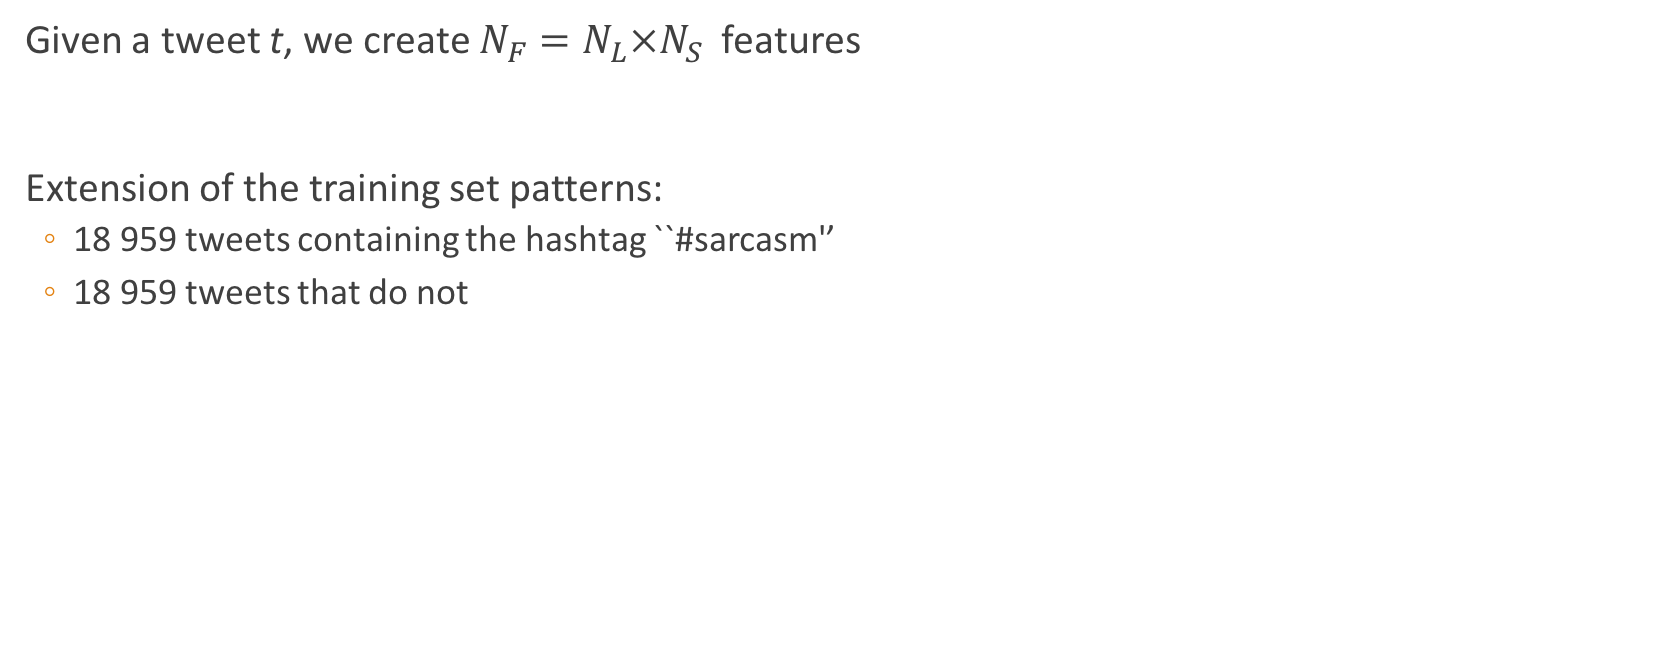 Given a tweet t, we create N_F = N_L×N_S features
Extension of the training set patterns:
◦ 18 959 tweets containing the hashtag ``#sarcasm'’
◦ 18 959 tweets that do not